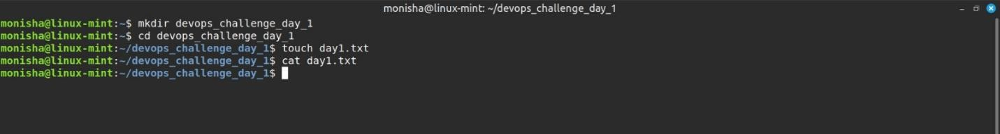 monisha@linux-mint: ~/devops_challenge_day_1
monisha@linux-mint:~$ mkdir devops_challenge_day_1
monisha@linux-mint:~$ cd devops_challenge_day_1
monisha@linux-mint:~/devops_challenge_day_1$ touch day1.txt
monisha@linux-mint:~/devops_challenge_day_1$ cat day1.txt
monisha@linux-mint:~/devops_challenge_day_1$